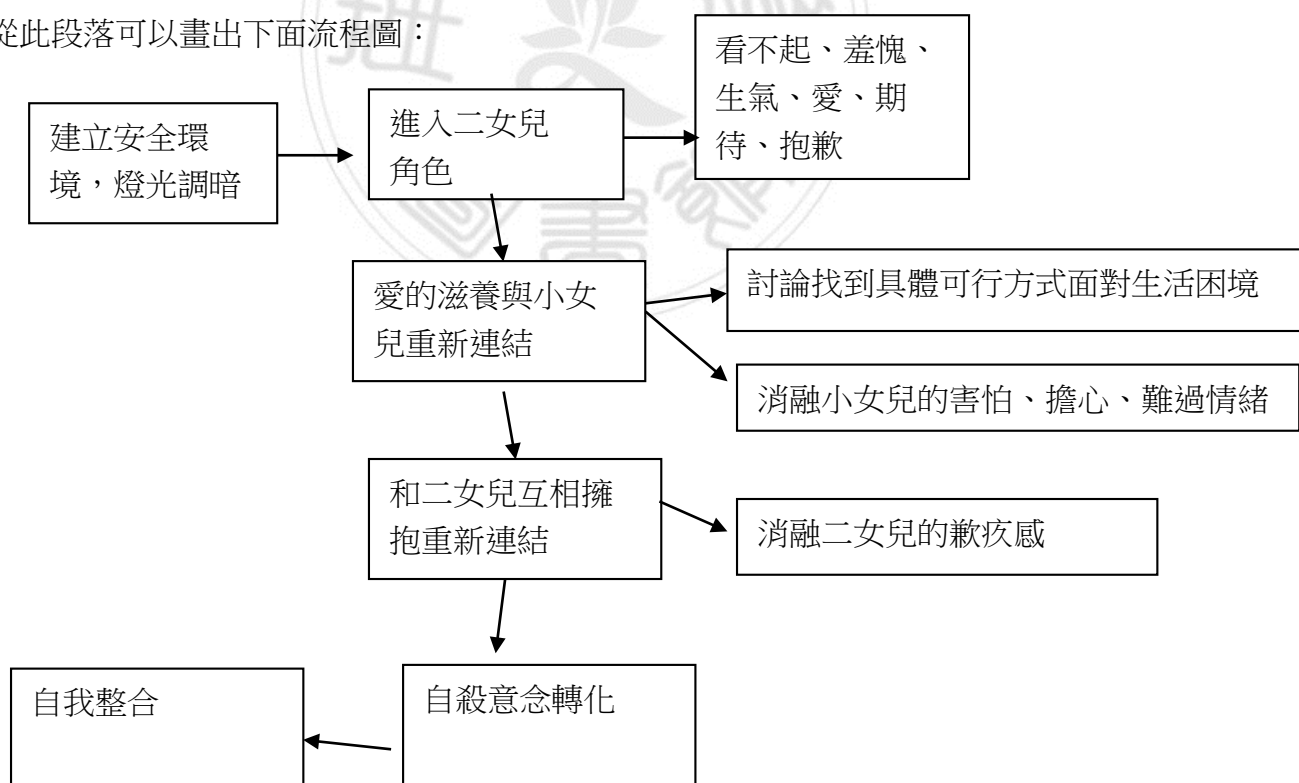 從此段落可以畫出下面流程圖：
看不起、羞愧、
生氣、愛、期
待、抱歉
建立安全環
境，燈光調暗
進入二女兒
角色
愛的滋養與小女
兒重新連結
討論找到具體可行方式面對生活困境
消融小女兒的害怕、擔心、難過情緒
和二女兒互相擁
抱重新連結
消融二女兒的歉疚感
自我整合
自殺意念轉化